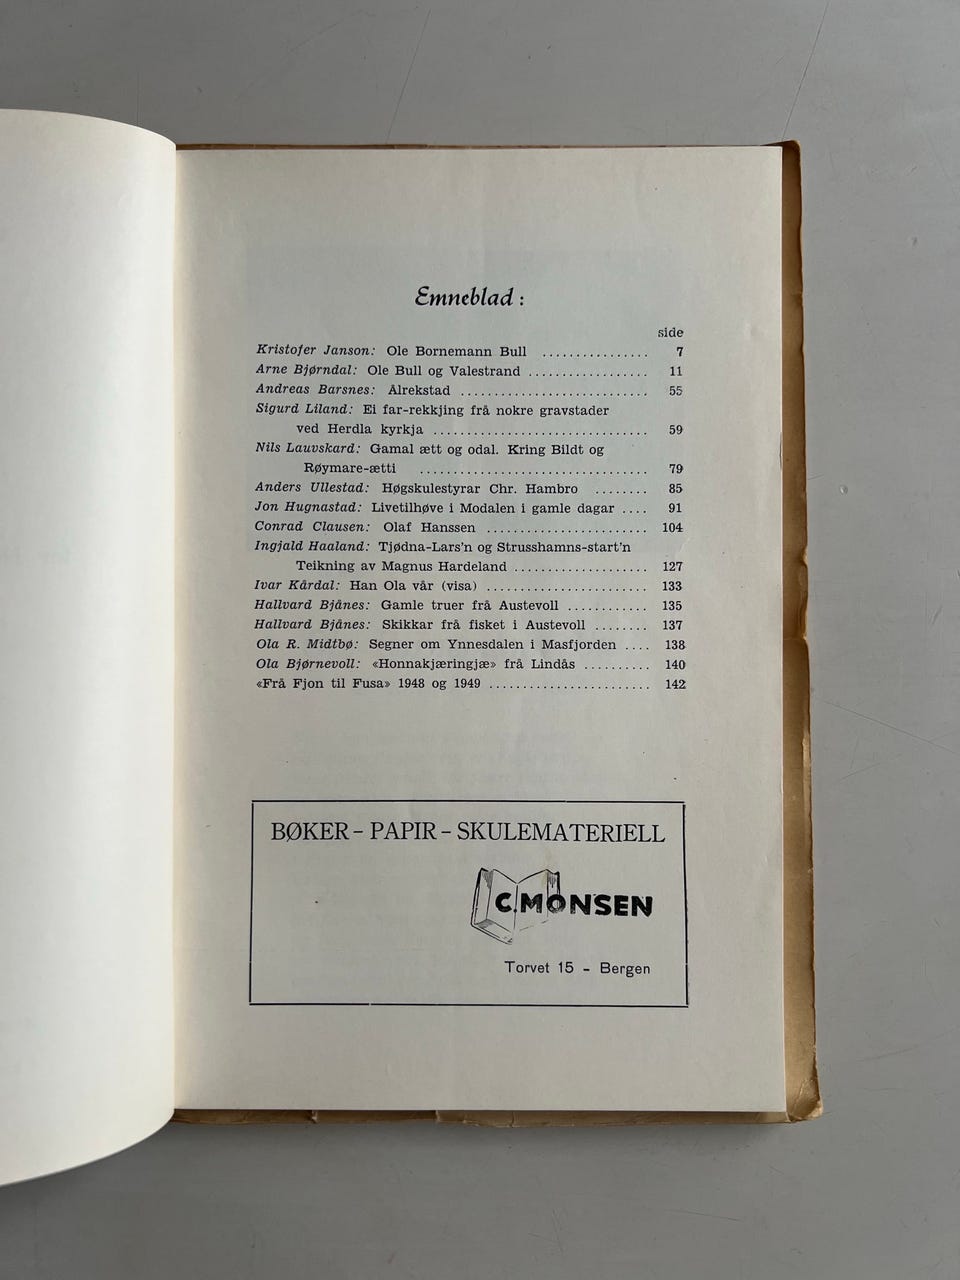 Emneblad:
side
Kristofer Janson: Ole Bornemann Bull ................ 7
Arne Bjørndal: Ole Bull og Valestrand .................. 11
Andreas Barsnes: Alrekstad ............................ 55
Sigurd Liland: Ei far-rekkjing frå nokre gravstader
ved Herdla kyrkja ................................ 59
Nils Lauvskard: Gamal ætt og odal. Kring Bildt og
Røymare-ætti .................................. 79
Anders Ullestad: Høgskulestyrar Chr. Hambro ........ 85
Jon Hugnastad: Livetilhøve i Modalen i gamle dagar .... 91
Conrad Clausen: Olaf Hanssen ........................ 104
Ingjald Haaland: Tjødna-Lars'n og Strusshamns-start'n
Teikning av Magnus Hardeland .................... 127
Ivar Kårdal: Han Ola vår (visa) ........................ 133
Hallvard Bjånes: Gamle truer frå Austevoll ............ 135
Hallvard Bjånes: Skikkar frå fisket i Austevoll ........ 137
Ola R. Midtbø: Segner om Ynnesdalen i Masfjorden .... 138
Ola Bjørnevoll: «Honnakjæringjæ» frå Lindås .......... 140
«Frå Fjon til Fusa» 1948 og 1949 ........................ 142
BØKER - PAPIR - SKULEMATERIELL
C. MONSEN
Torvet 15 - Bergen